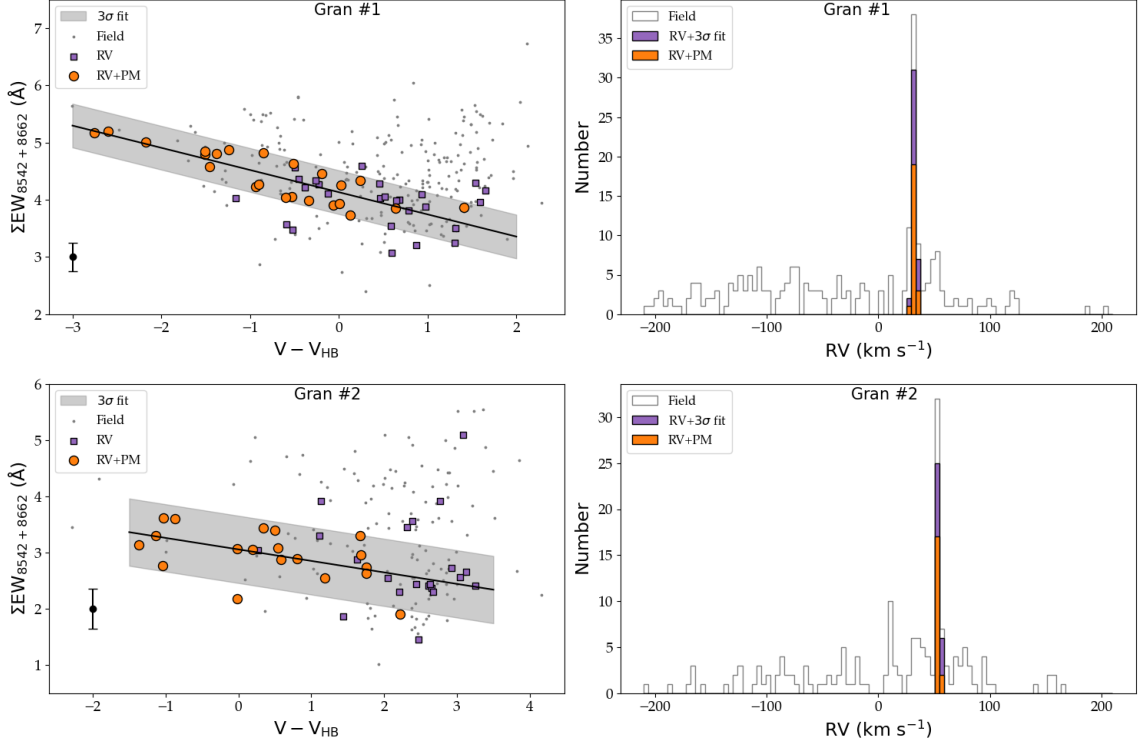 Gran #1
3σ fit
Field
RV
RV+PM
7
6
5
4
3
2
ΣEW8542 + 8662 (Å)
−3 −2 −1 0 1 2
V − VHB
Gran #1
Field
RV+3σ fit
RV+PM
35
30
25
20
15
10
5
0
Number
−200 −100 0 100 200
RV (km s−1)
Gran #2
3σ fit
Field
RV
RV+PM
6
5
4
3
2
1
ΣEW8542 + 8662 (Å)
−2 −1 0 1 2 3 4
V − VHB
Gran #2
Field
RV+3σ fit
RV+PM
30
25
20
15
10
5
0
Number
−200 −100 0 100 200
RV (km s−1)